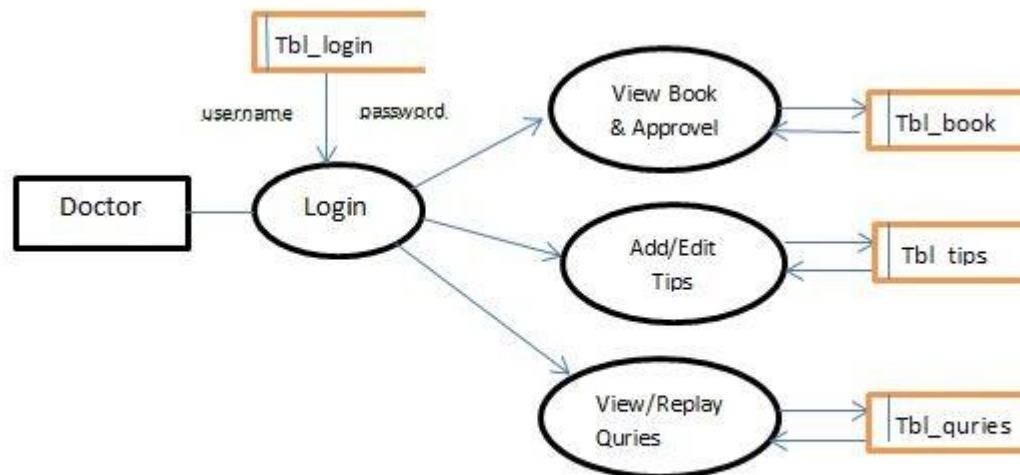 Tbl_login
username password
Doctor
Login
View Book
& Approvel
Tbl_book
Add/Edit
Tips
Tbl tips
View/Replay
Quries
Tbl_quries